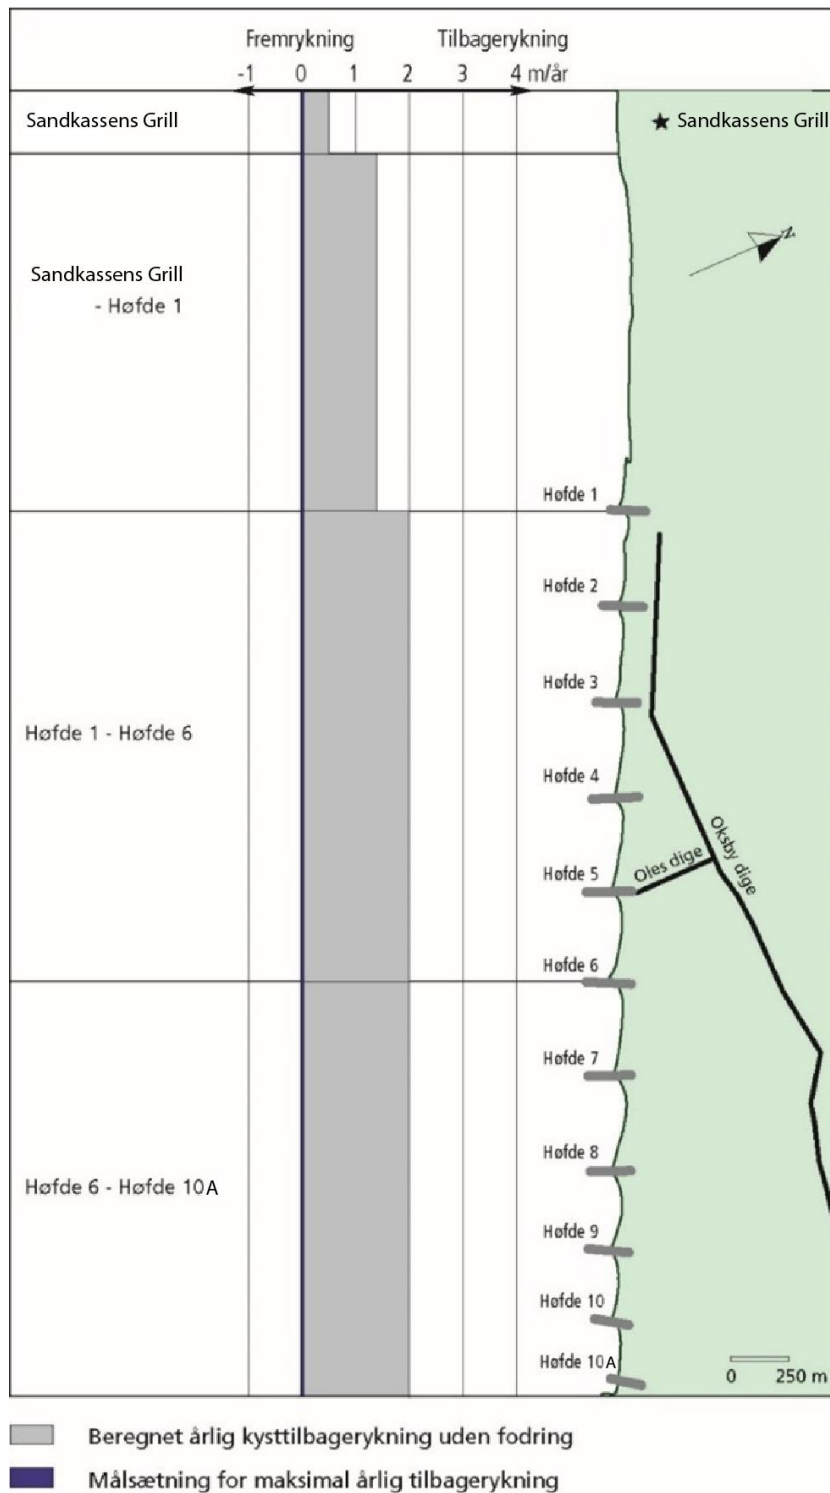 Fremrykning Tilbagerykning
-1 0 1 2 3 4 m/år
Sandkassens Grill
Sandkassens Grill
N
Sandkassens Grill
- Høfde 1
Høfde 1
Høfde 2
Høfde 3
Høfde 1 - Høfde 6
Høfde 4
Oksby dige
Oles dige
Høfde 5
Høfde 6
Høfde 7
Høfde 8
Høfde 6 - Høfde 10A
Høfde 9
Høfde 10
Høfde 10A
0 250 m
Beregnet årlig kysttilbagerykning uden fodring
Målsætning for maksimal årlig tilbagerykning